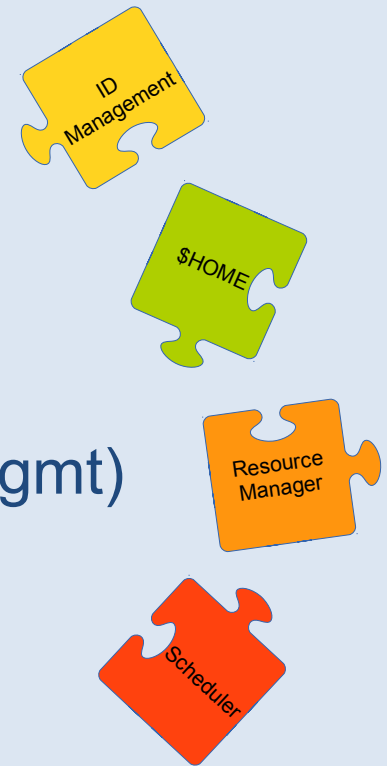 ID
Management
$HOME
gmt)
Resource
Manager
Scheduler